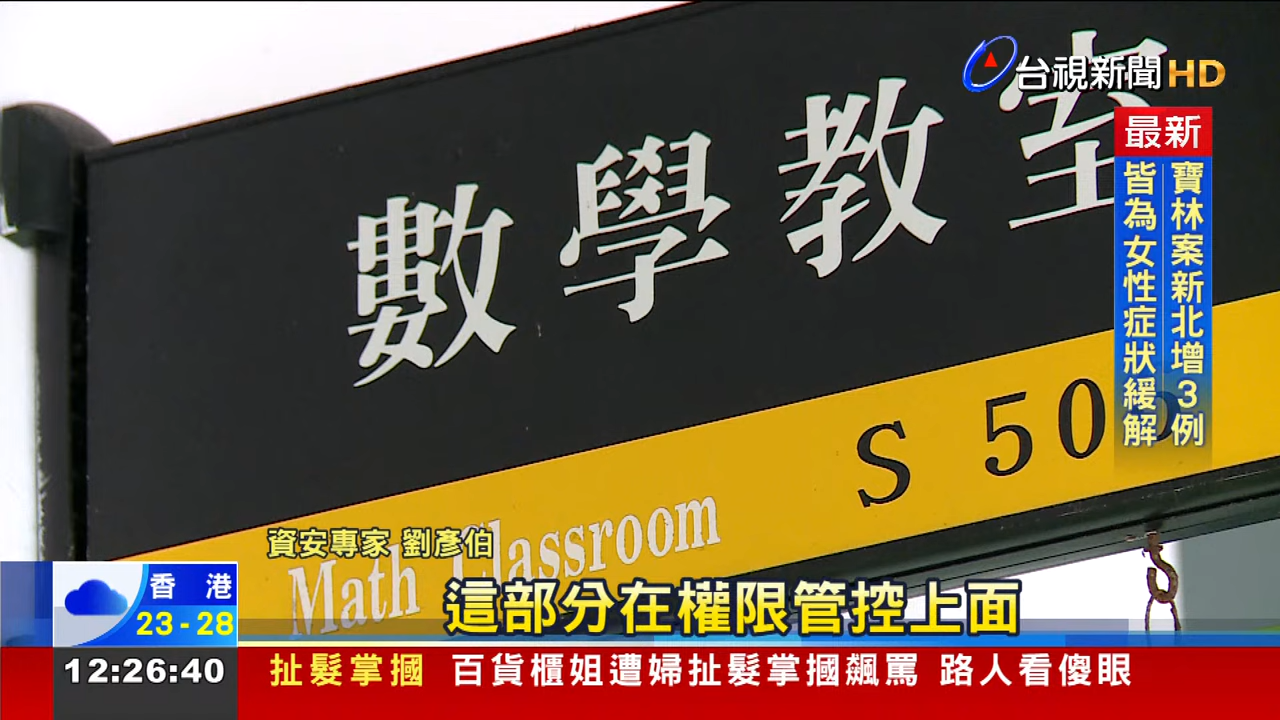 台視新聞HD
最新
寶林案新北增3例
皆為女性症狀緩解
數學教室
S 50
Math Classroom
資安專家 劉彥伯
這部分在權限管控上面
香港
23-28
12:26:40
扯髮掌摑 百貨櫃姐遭婦扯髮掌摑飆罵 路人看傻眼